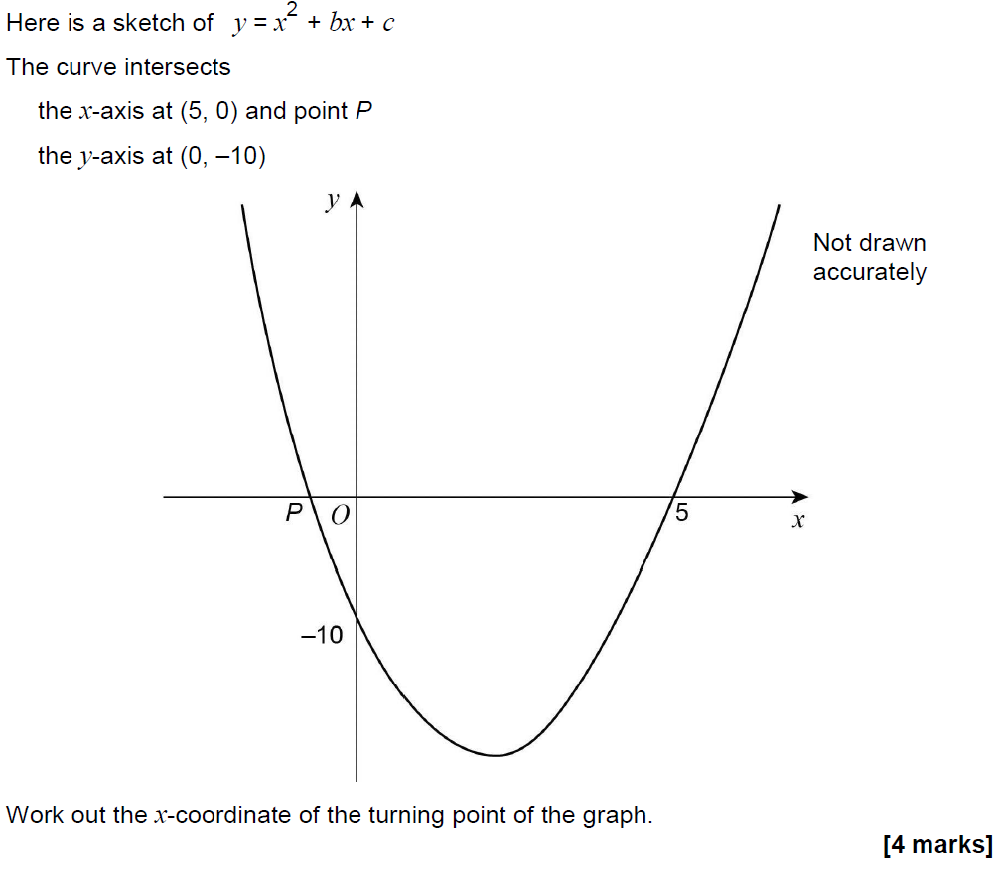 Here is a sketch of y = x² + bx + c
The curve intersects
the x-axis at (5, 0) and point P
the y-axis at (0, –10)
y
Not drawn
accurately
P
O
5
x
–10
Work out the x-coordinate of the turning point of the graph.
[4 marks]